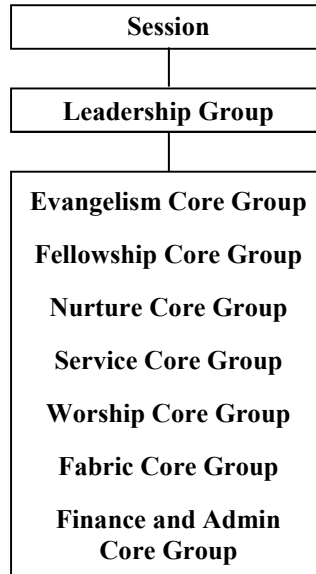 Session
Leadership Group
Evangelism Core Group
Fellowship Core Group
Nurture Core Group
Service Core Group
Worship Core Group
Fabric Core Group
Finance and Admin
Core Group